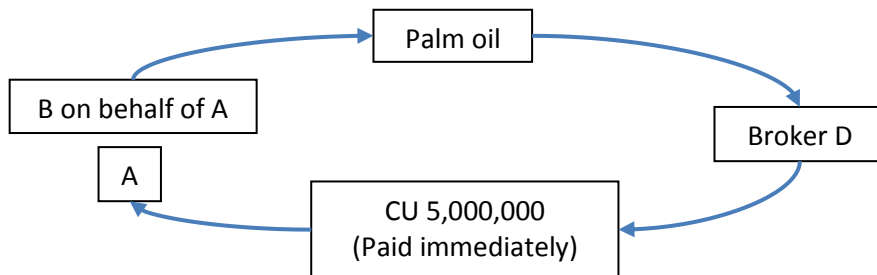 Palm oil
B on behalf of A
Broker D
A
CU 5,000,000
(Paid immediately)